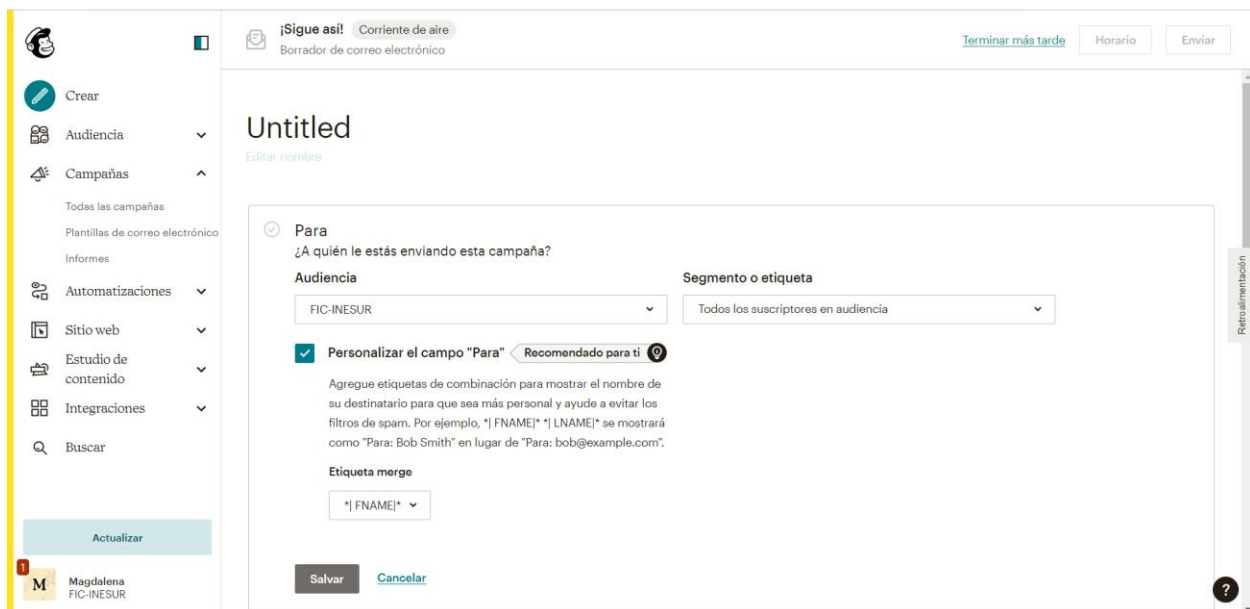 ¡Sigue así! Corriente de aire
Borrador de correo electrónico
Terminar más tarde
Horario
Enviar
Crear
Audiencia
Campañas
Todas las campañas
Plantillas de correo electrónico
Informes
Automatizaciones
Sitio web
Estudio de
contenido
Integraciones
Buscar
Actualizar
1
M
Magdalena
FIC-INESUR
Untitled
Editar nombre
Para
¿A quién le estás enviando esta campaña?
Audiencia
FIC-INESUR
Segmento o etiqueta
Todos los suscriptores en audiencia
Personalizar el campo "Para" Recomendado para ti
Agregue etiquetas de combinación para mostrar el nombre de
su destinatario para que sea más personal y ayude a evitar los
filtros de spam. Por ejemplo, *| FNAME|* *| LNAME|* se mostrará
como "Para: Bob Smith" en lugar de "Para: bob@example.com".
Etiqueta merge
*| FNAME|*
Salvar
Cancelar
Retroalimentación
?